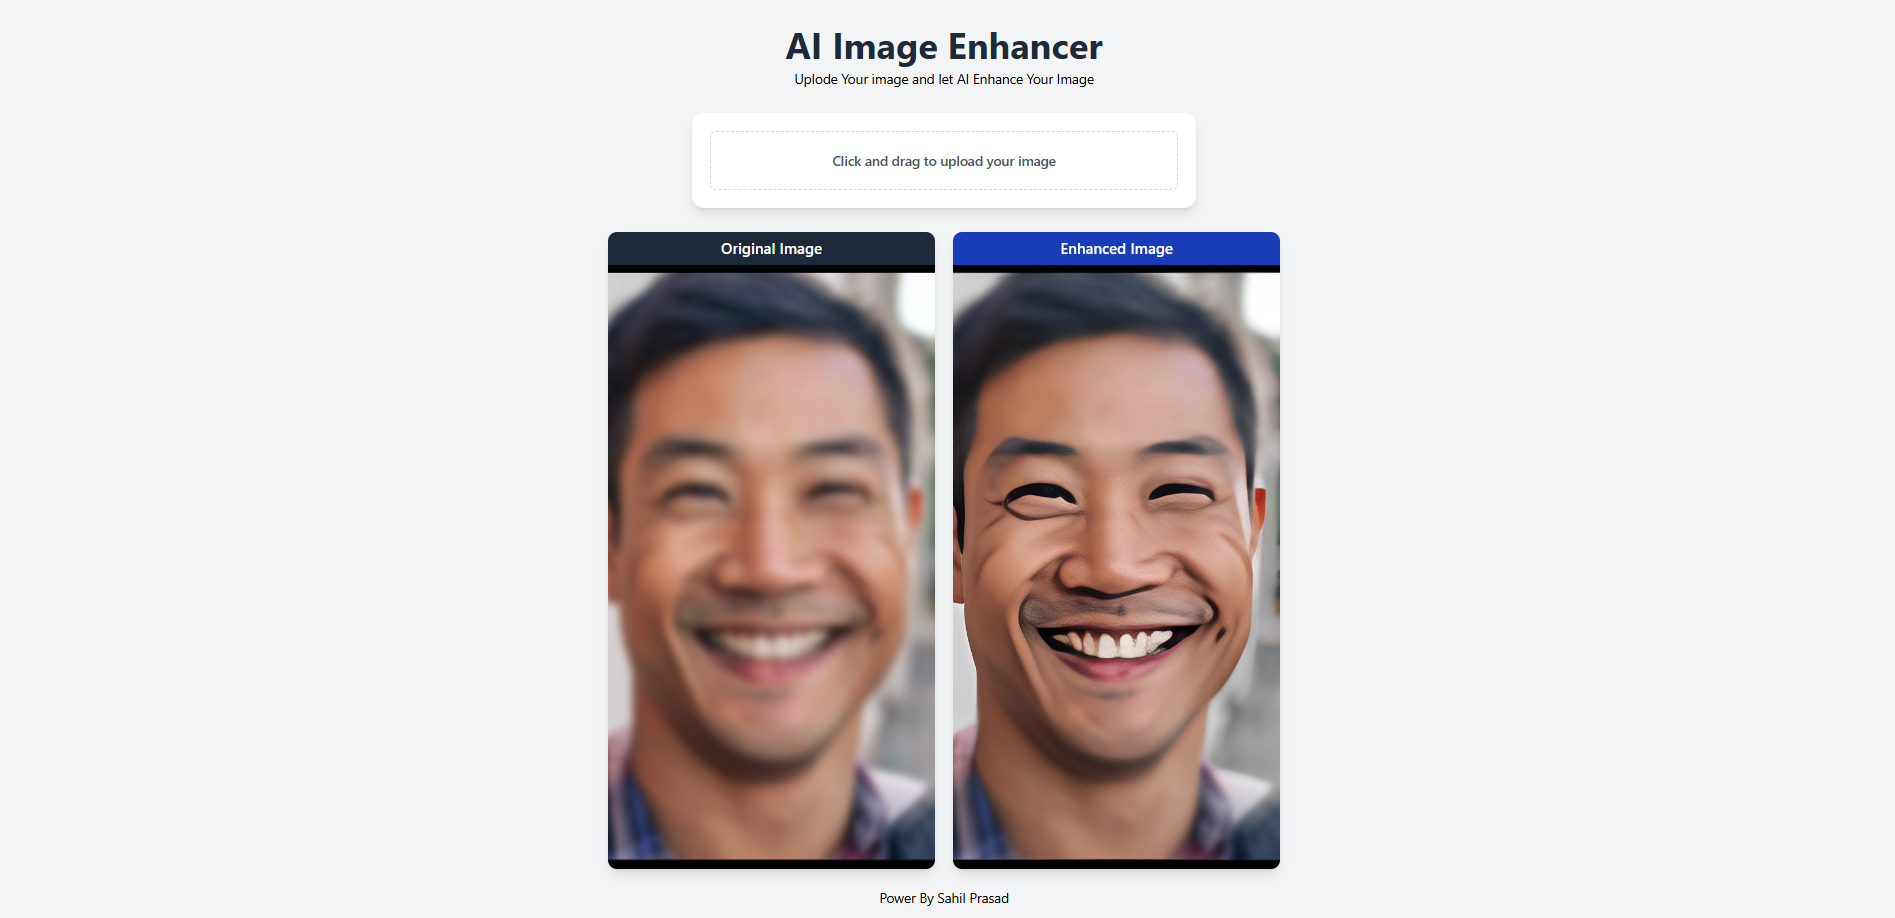 AI Image Enhancer
Uplode Your image and let AI Enhance Your Image
Click and drag to upload your image
Original Image
Enhanced Image
Power By Sahil Prasad